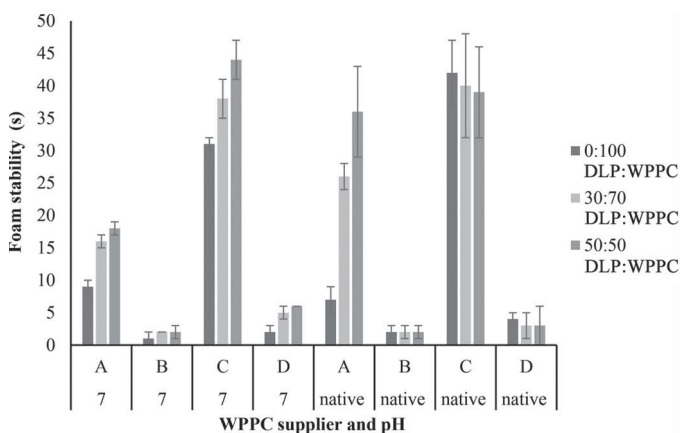 50
45
40
35
30
25
20
15
10
5
0
Foam stability (s)
A B C D A B C D
7 7 7 7 native native native native
WPPC supplier and pH
0:100
DLP:WPPC
30:70
DLP:WPPC
50:50
DLP:WPPC